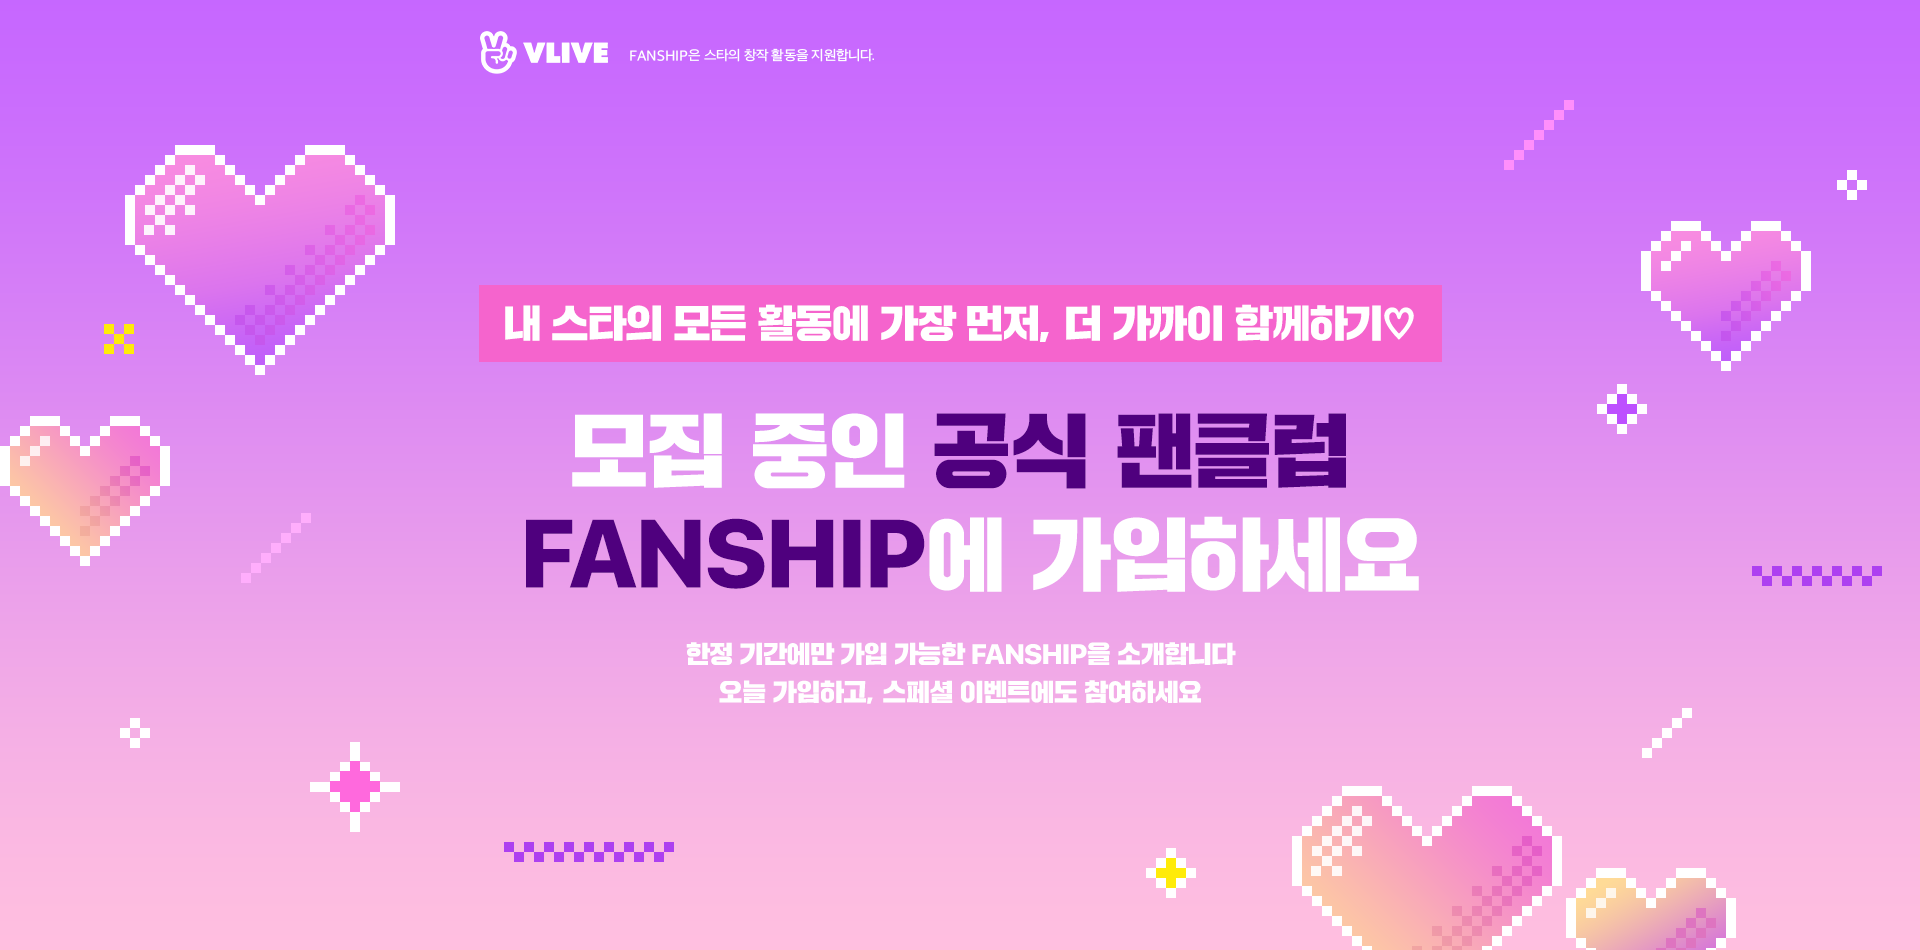 VLIVE FANSHIP은 스타의 창작 활동을 지원합니다.
내 스타의 모든 활동에 가장 먼저, 더 가까이 함께하기♡
모집 중인 공식 팬클럽
FANSHIP에 가입하세요
한정 기간에만 가입 가능한 FANSHIP을 소개합니다
오늘 가입하고, 스페셜 이벤트에도 참여하세요